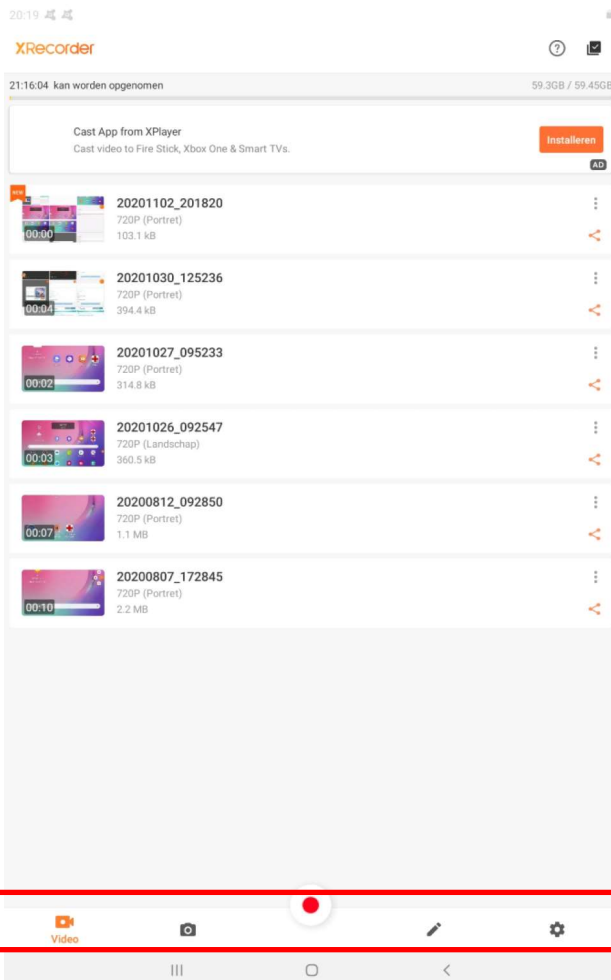 20:19
XRecorder
21:16:04 kan worden opgenomen
59.3GB / 59.45GB
Cast App from XPlayer
Cast video to Fire Stick, Xbox One & Smart TVs.
Installeren
AD
NEW
00:00
20201102_201820
720P (Portret)
103.1 kB
00:04
20201030_125236
720P (Portret)
394.4 kB
00:02
20201027_095233
720P (Portret)
314.8 kB
00:03
20201026_092547
720P (Landschap)
360.5 kB
00:07
20200812_092850
720P (Portret)
1.1 MB
00:10
20200807_172845
720P (Portret)
2.2 MB
Video